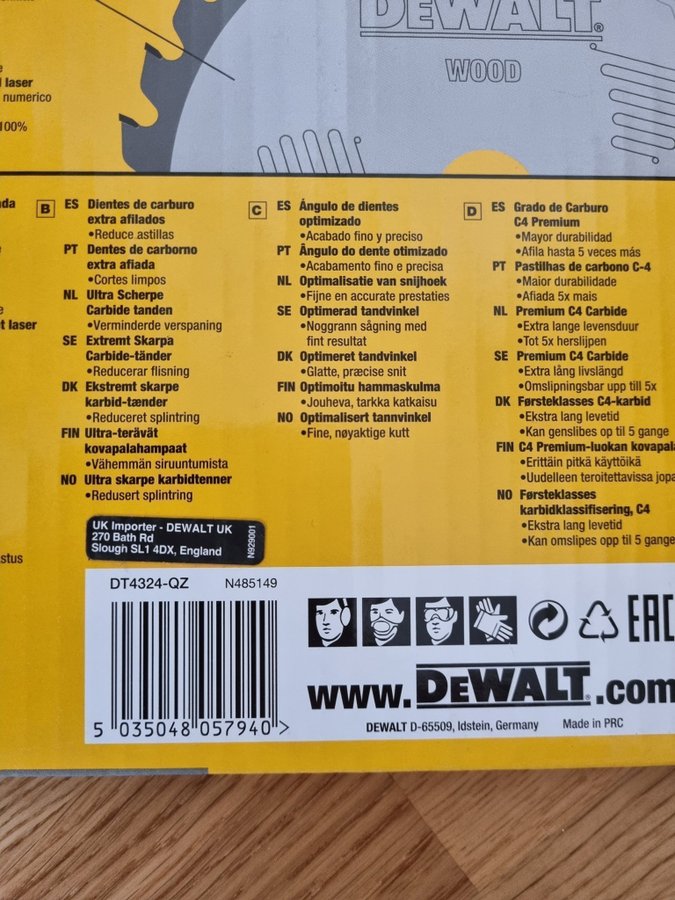 DEWALT®
WOOD
l laser
numerico
100%
da
t laser
B
ES Dientes de carburo
extra afilados
•Reduce astillas
PT Dentes de carborno
extra afiada
•Cortes limpos
NL Ultra Scherpe
Carbide tanden
•Verminderde verspaning
SE Extremt Skarpa
Carbide-tänder
•Reducerar flisning
DK Ekstremt skarpe
karbid-tænder
•Reduceret splintring
FIN Ultra-terävät
kovapalahampaat
•Vähemmän siruuntumista
NO Ultra skarpe karbidtenner
•Redusert splintring
C
ES Ángulo de dientes
optimizado
•Acabado fino y preciso
PT Ângulo do dente otimizado
•Acabamento fino e precisa
NL Optimalisatie van snijhoek
•Fijne en accurate prestaties
SE Optimerad tandvinkel
•Noggrann sågning med
fint resultat
DK Optimeret tandvinkel
•Glatte, præcise snit
FIN Optimoitu hammaskulma
•Jouheva, tarkka katkaisu
NO Optimalisert tannvinkel
•Fine, nøyaktige kutt
D
ES Grado de Carburo
C4 Premium
•Mayor durabilidad
•Afila hasta 5 veces más
PT Pastilhas de carbono C-4
•Maior durabilidade
•Afiada 5x mais
NL Premium C4 Carbide
•Extra lange levensduur
•Tot 5x herslijpen
SE Premium C4 Carbide
•Extra lång livslängd
•Omslipningsbar upp till 5x
DK Førsteklasses C4-karbid
•Ekstra lang levetid
•Kan genslibes op til 5 gange
FIN C4 Premium-luokan kovapala
•Erittäin pitkä käyttöikä
•Uudelleen teroitettavissa jopa
NO Førsteklasses
karbidklassifisering, C4
•Ekstra lang levetid
•Kan omslipes opp til 5 gange
astus
UK Importer - DEWALT UK
270 Bath Rd
Slough SL1 4DX, England
N929001
DT4324-QZ N485149
5 035048 057940 >
EAC
www.DEWALT.com
DEWALT D-65509, Idstein, Germany Made in PRC